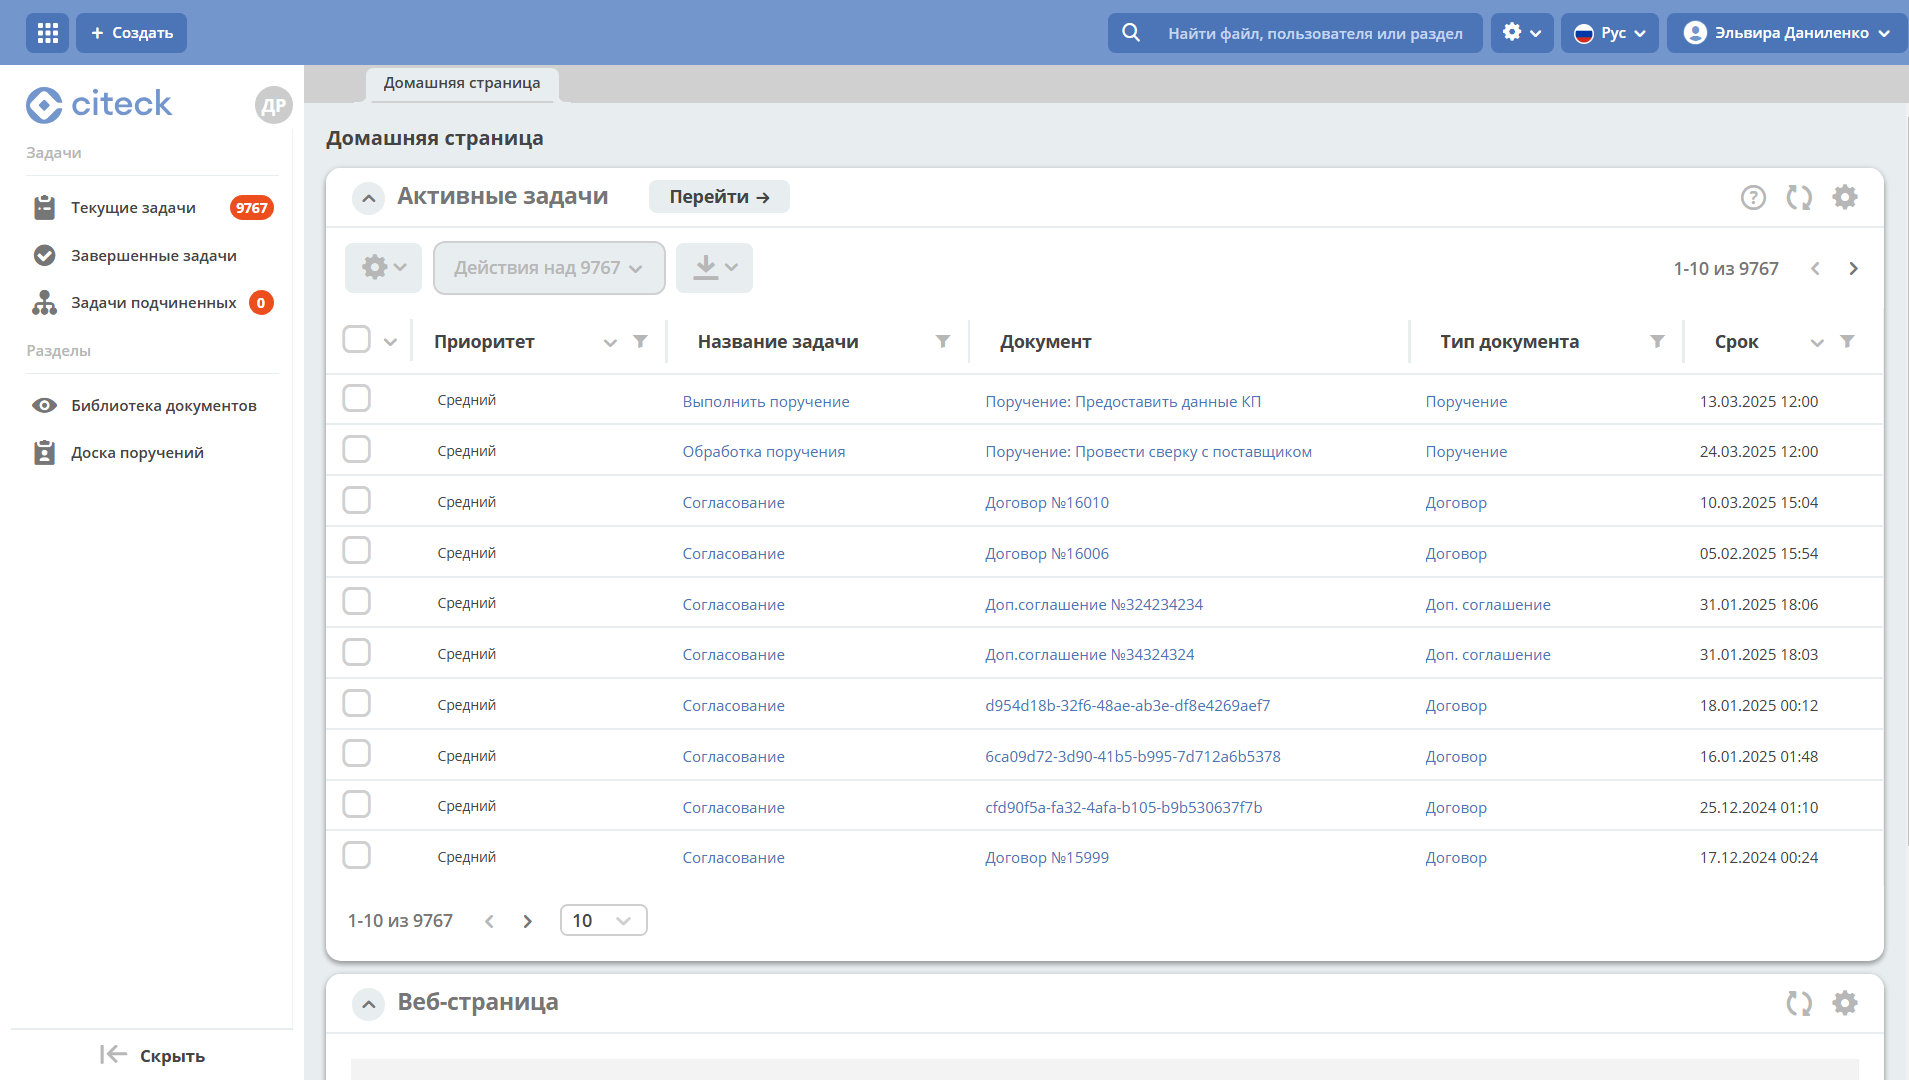 + Создать
Найти файл, пользователя или раздел
Рус
Эльвира Даниленко
citeck
ДР
Задачи
Текущие задачи 9767
Завершенные задачи
Задачи подчиненных 0
Разделы
Библиотека документов
Доска поручений
Скрыть
Домашняя страница
Домашняя страница
Активные задачи
Перейти →
?
Действия над 9767
1-10 из 9767
Приоритет Название задачи Документ Тип документа Срок
Средний Выполнить поручение Поручение: Предоставить данные КП Поручение 13.03.2025 12:00
Средний Обработка поручения Поручение: Провести сверку с поставщиком Поручение 24.03.2025 12:00
Средний Согласование Договор №16010 Договор 10.03.2025 15:04
Средний Согласование Договор №16006 Договор 05.02.2025 15:54
Средний Согласование Доп.соглашение №324234234 Доп. соглашение 31.01.2025 18:06
Средний Согласование Доп.соглашение №34324324 Доп. соглашение 31.01.2025 18:03
Средний Согласование d954d18b-32f6-48ae-ab3e-df8e4269aef7 Договор 18.01.2025 00:12
Средний Согласование 6ca09d72-3d90-41b5-b995-7d712a6b5378 Договор 16.01.2025 01:48
Средний Согласование cfd90f5a-fa32-4afa-b105-b9b530637f7b Договор 25.12.2024 01:10
Средний Согласование Договор №15999 Договор 17.12.2024 00:24
1-10 из 9767
10
Веб-страница